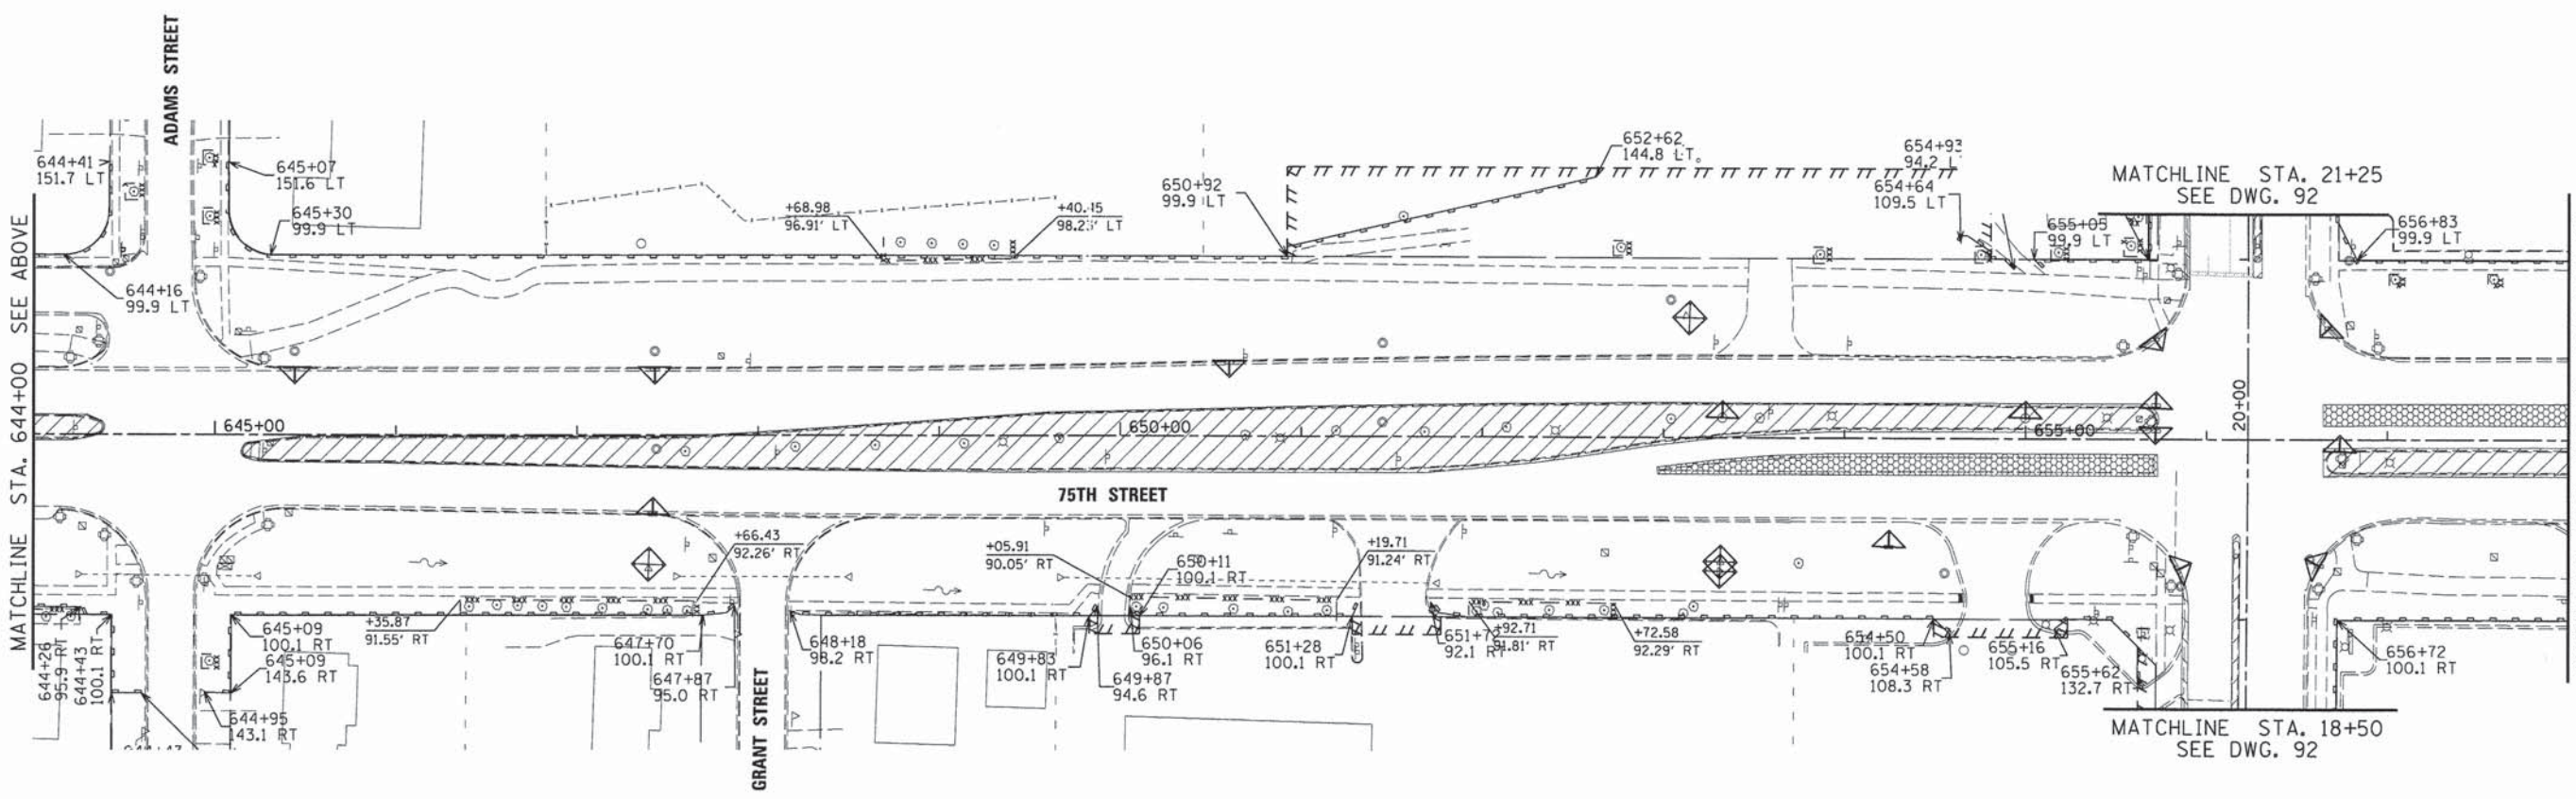 ADAMS STREET
644+41
151.7 LT
645+07
151.6 LT
645+30
99.9 LT
644+16
99.9 LT
+68.98
96.91' LT
+40.45
650+92
99.9 LT
652+62
144.8 LT
654+93
94.2
654+64
109.5 LT
655+05
99.9 LT
MATCHLINE STA. 21+25
SEE DWG. 92
656+83
99.9 LT
MATCHLINE STA. 644+00 SEE ABOVE
645+00
650+00
655+00
20+00
75TH STREET
+66.43
92.26' RT
+05.91
90.05' RT
650+11
100.1 RT
+19.71
91.24' RT
644+26
95.9 RT
644+43
100.1 RT
645+09
100.1 RT
645+09
143.6 RT
644+95
143.1 RT
+35.87
91.55' RT
647+70
100.1 RT
647+87
95.0 RT
GRANT STREET
648+18
98.2 RT
649+83
100.1 RT
649+87
94.6 RT
650+06
96.1 RT
651+28
100.1 RT
92.1 RT
+92.71
+72.58
92.29' RT
654+50
100.1 RT
654+58
108.3 RT
655+16
105.5 RT
655+62
132.7 RT
656+72
100.1 RT
MATCHLINE STA. 18+50
SEE DWG. 92